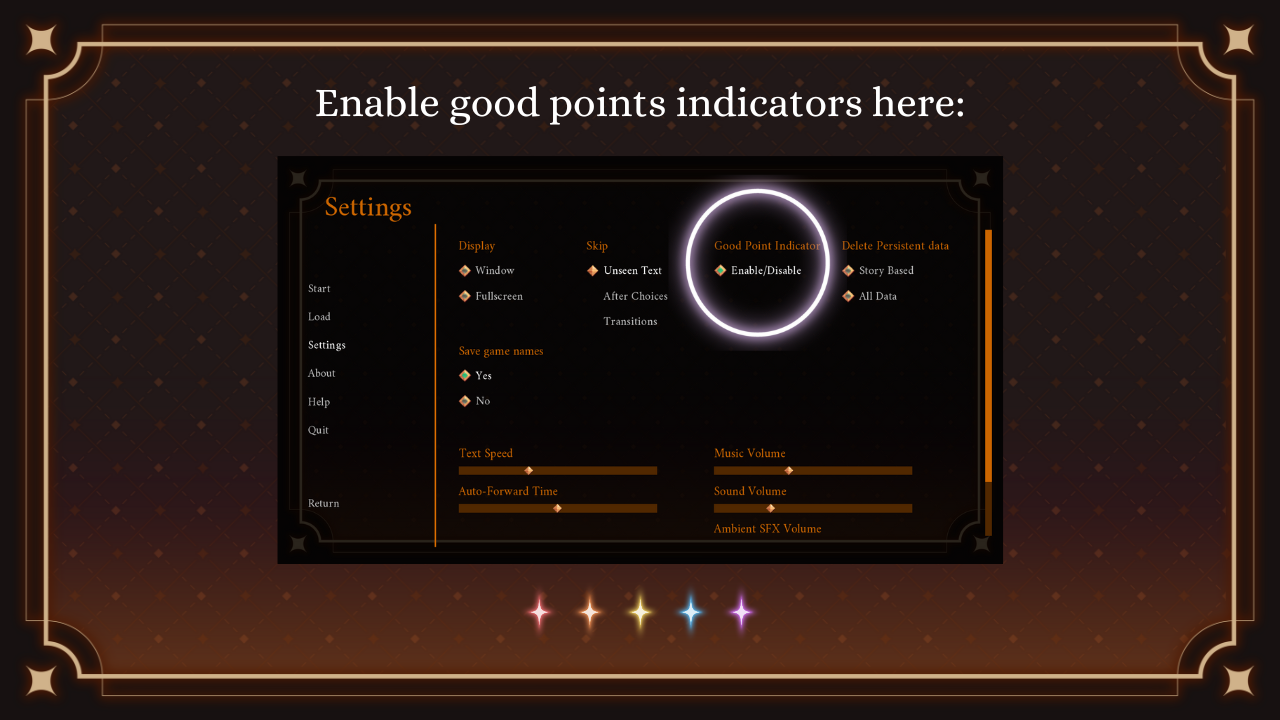 Enable good points indicators here:
Settings
Start
Load
Settings
About
Help
Quit
Return
Display
Window
Fullscreen
Skip
Unseen Text
After Choices
Transitions
Good Point Indicator
Enable/Disable
Delete Persistent data
Story Based
All Data
Save game names
Yes
No
Text Speed
Auto-Forward Time
Music Volume
Sound Volume
Ambient SFX Volume